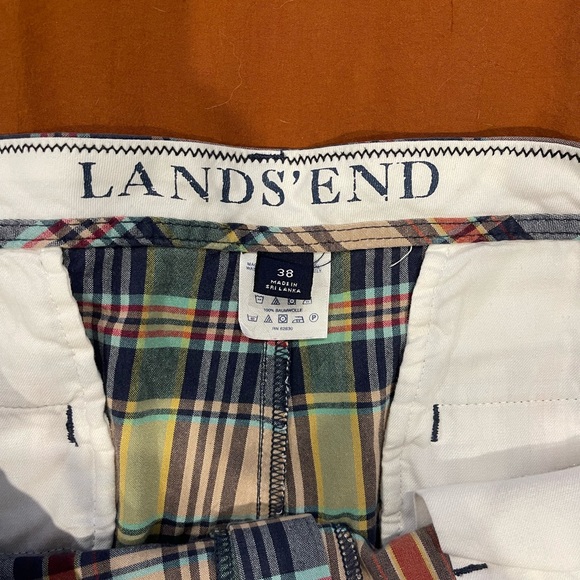 LANDS' END
38
MADE IN
SRI LANKA
100% BAUMWOLLE